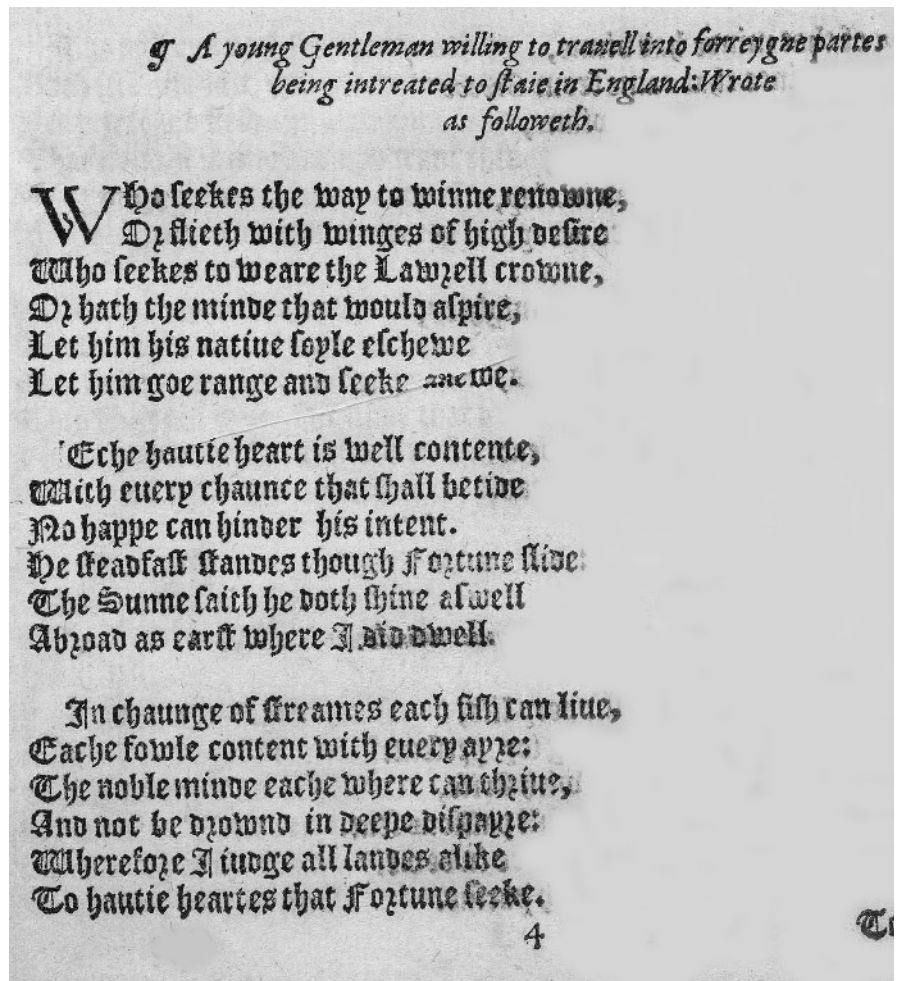 ¶ A young Gentleman willing to trauell into forreygne partes
being intreated to ſtaie in England: Wrote
as followeth.
WHo ſeekes the way to winne renowne,
Or flieth with winges of high deſire
Who ſeekes to weare the Lawrell crowne,
Or hath the minde that would aſpire,
Let him his natiue ſoyle eſchewe
Let him goe range and ſeeke anewe.
Eche hautie heart is well contente,
With euery chaunce that ſhall betide
No happe can hinder his intent.
He ſteadfaſt ſtandes though Fortune ſlide:
The Sunne ſaith he doth ſhine aſwell
Abroad as earſt where I did dwell.
In chaunge of ſtreames each fiſh can liue,
Eache fowle content with euery ayre:
The noble minde eache where can thriue,
And not be drownd in deepe diſpayre:
Wherefore I iudge all landes alike
To hautie heartes that Fortune ſeeke.
4